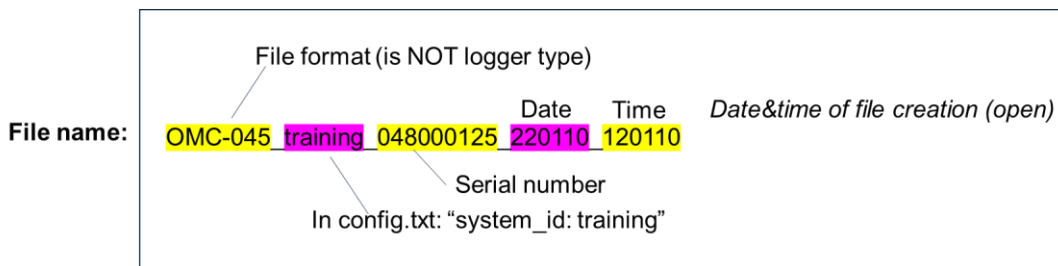 File format (is NOT logger type)
Date Time Date&time of file creation (open)
File name: OMC-045_training_048000125_220110_120110
Serial number
In config.txt: “system_id: training”